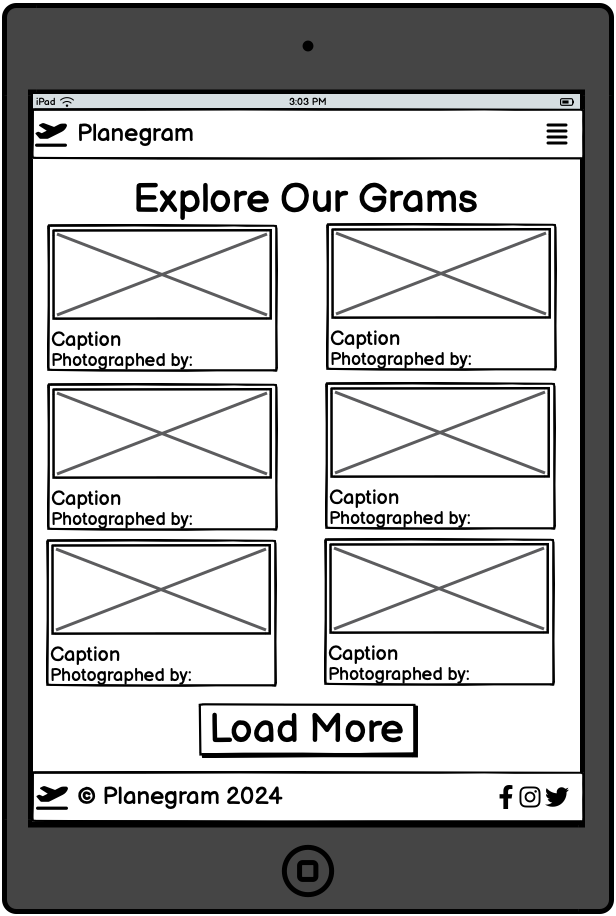 iPad 3:03 PM
Planegram
Explore Our Grams
Caption
Photographed by:
Caption
Photographed by:
Caption
Photographed by:
Caption
Photographed by:
Caption
Photographed by:
Caption
Photographed by:
Load More
© Planegram 2024